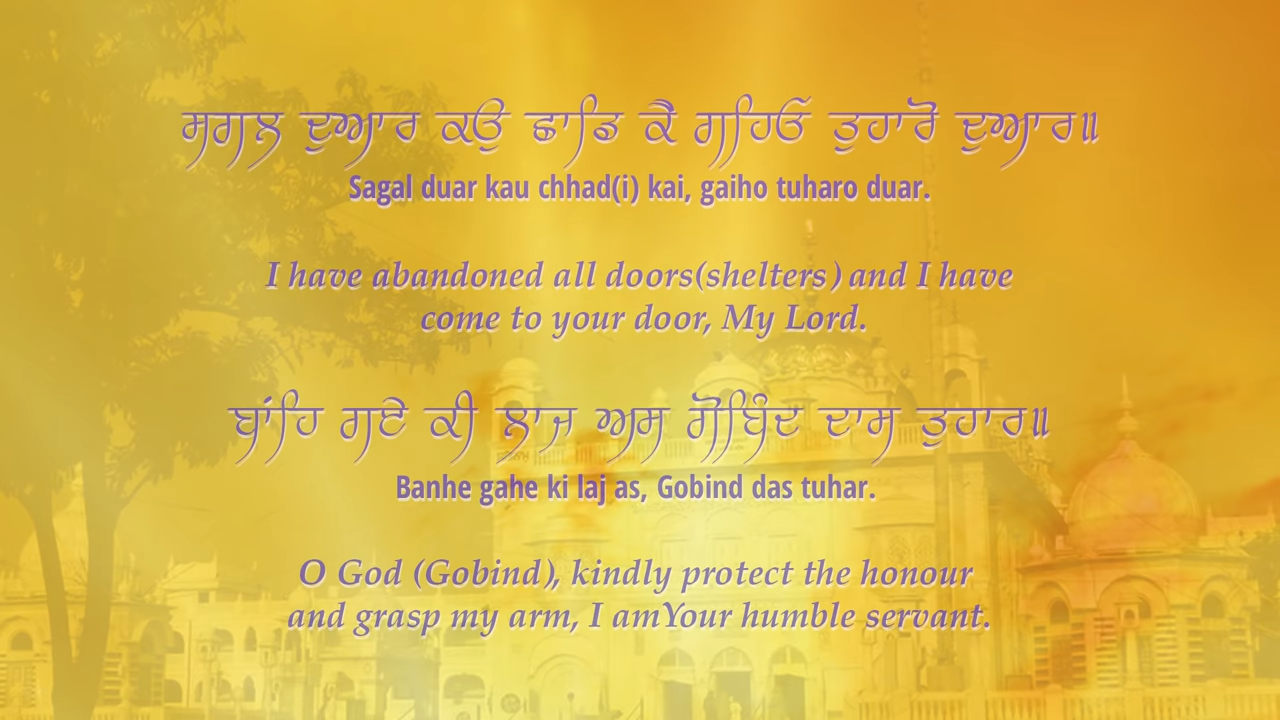 ਸਗਲ ਦੁਆਰ ਕਉ ਛਾਡਿ ਕੈ ਗਹਿਓ ਤੁਹਾਰੋ ਦੁਆਰ॥
Sagal duar kau chhad(i) kai, gaiho tuharo duar.
I have abandoned all doors(shelters) and I have
come to your door, My Lord.
ਬਾਂਹਿ ਗਏ ਕੀ ਲਾਜ ਅਸ ਗੋਬਿੰਦ ਦਾਸ ਤੁਹਾਰ॥
Banhe gahe ki laj as, Gobind das tuhar.
O God (Gobind), kindly protect the honour
and grasp my arm, I amYour humble servant.